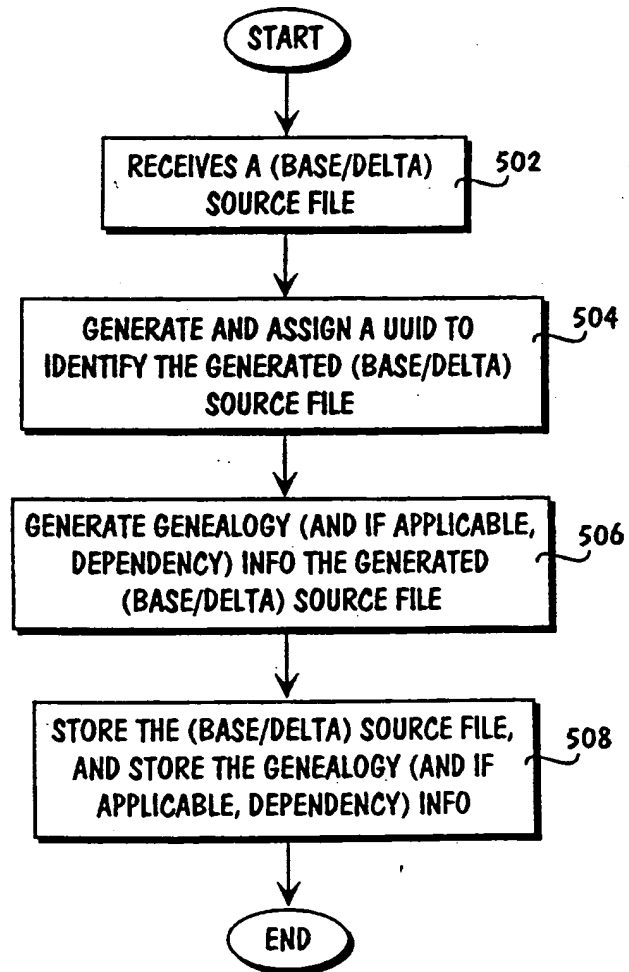 START
RECEIVES A (BASE/DELTA)
SOURCE FILE
502
GENERATE AND ASSIGN A UUID TO
IDENTIFY THE GENERATED (BASE/DELTA)
SOURCE FILE
504
GENERATE GENEALOGY (AND IF APPLICABLE,
DEPENDENCY) INFO THE GENERATED
(BASE/DELTA) SOURCE FILE
506
STORE THE (BASE/DELTA) SOURCE FILE,
AND STORE THE GENEALOGY (AND IF
APPLICABLE, DEPENDENCY) INFO
508
END